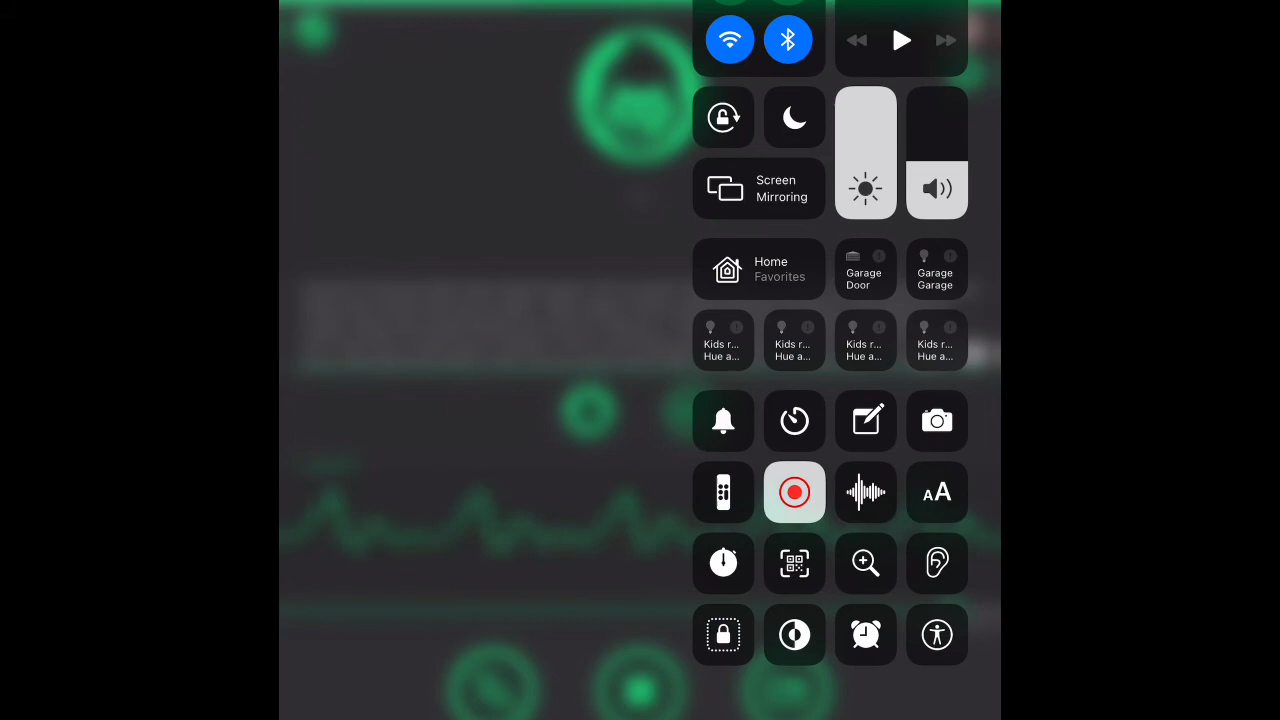 Screen
Mirroring
Home
Favorites
Garage
Door
Garage
Garage
Kids r...
Hue a...
Kids r...
Hue a...
Kids r...
Hue a...
Kids r...
Hue a...
AA